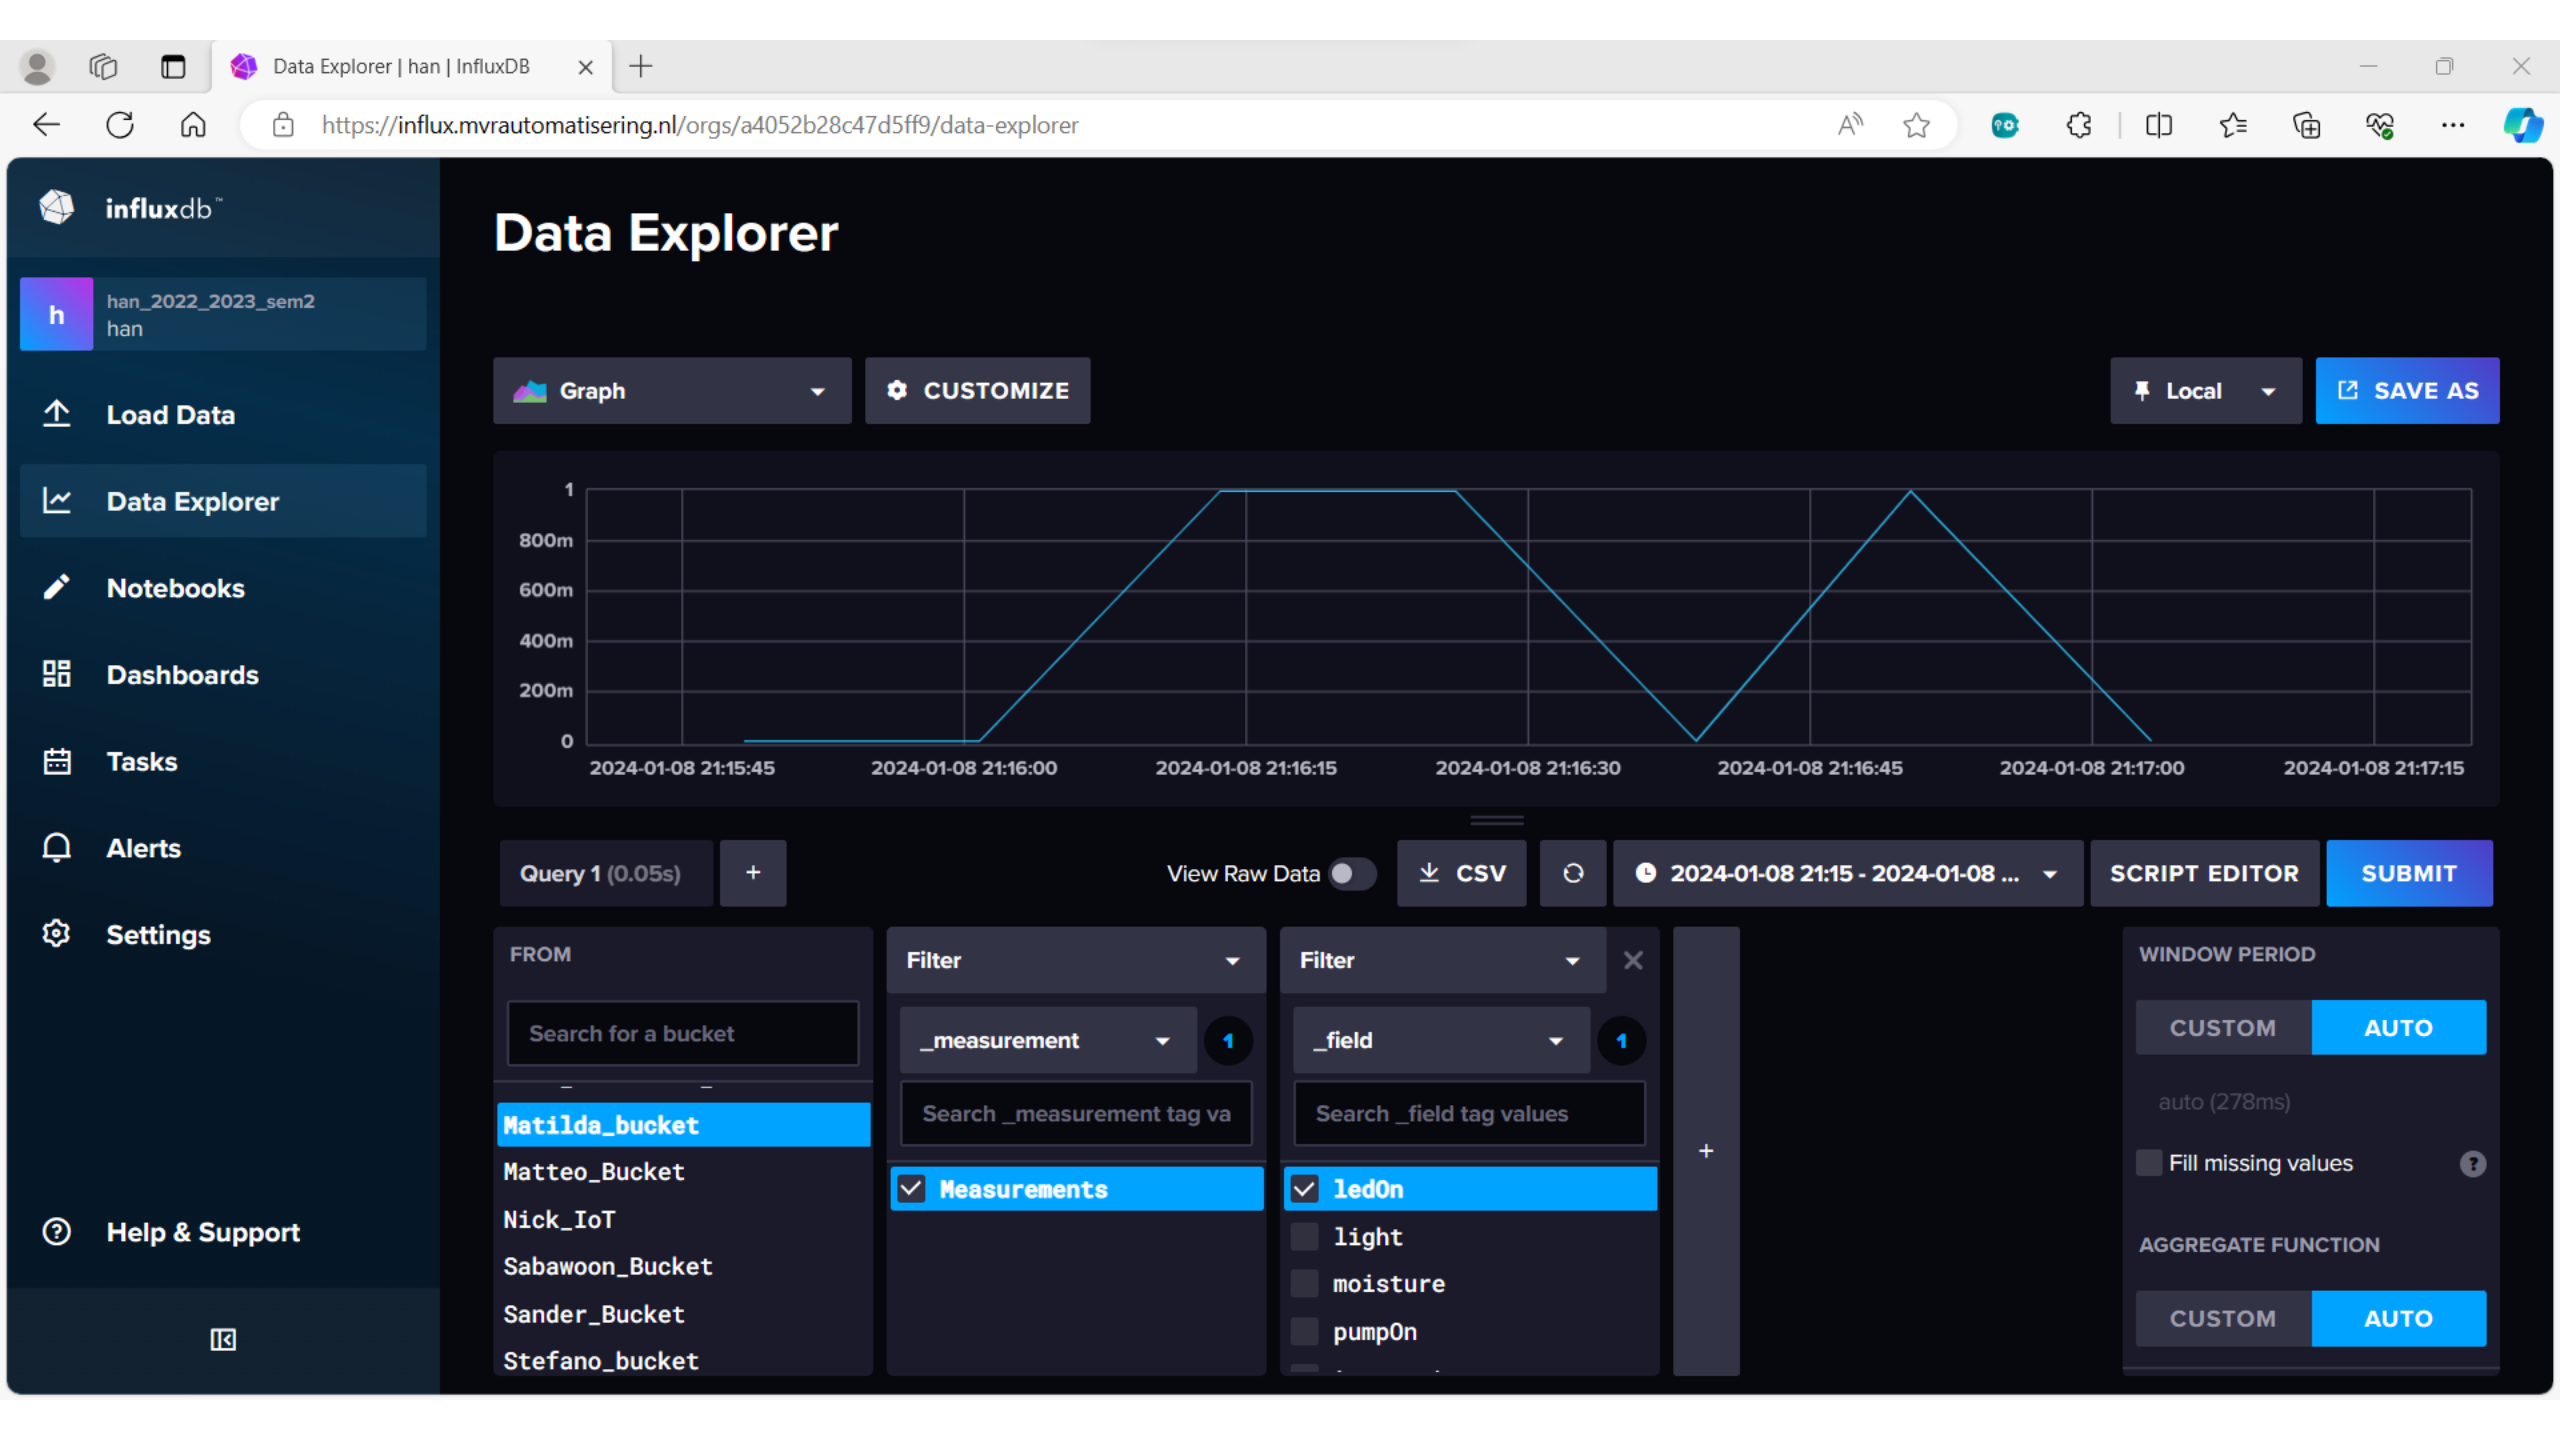 Data Explorer | han | InfluxDB
https://influx.mvrautomatisering.nl/orgs/a4052b28c47d5ff9/data-explorer
influxdb™
h
han_2022_2023_sem2
han
Load Data
Data Explorer
Notebooks
Dashboards
Tasks
Alerts
Settings
Help & Support
Data Explorer
Graph
CUSTOMIZE
Local
SAVE AS
1
800m
600m
400m
200m
0
2024-01-08 21:15:45
2024-01-08 21:16:00
2024-01-08 21:16:15
2024-01-08 21:16:30
2024-01-08 21:16:45
2024-01-08 21:17:00
2024-01-08 21:17:15
Query 1 (0.05s)
+
View Raw Data
CSV
2024-01-08 21:15 - 2024-01-08 ...
SCRIPT EDITOR
SUBMIT
FROM
Search for a bucket
Matilda_bucket
Matteo_Bucket
Nick_IoT
Sabawoon_Bucket
Sander_Bucket
Stefano_bucket
Filter
_measurement
1
Search _measurement tag va
Measurements
Filter
_field
1
Search _field tag values
ledOn
light
moisture
pumpOn
+
WINDOW PERIOD
CUSTOM
AUTO
auto (278ms)
Fill missing values
?
AGGREGATE FUNCTION
CUSTOM
AUTO